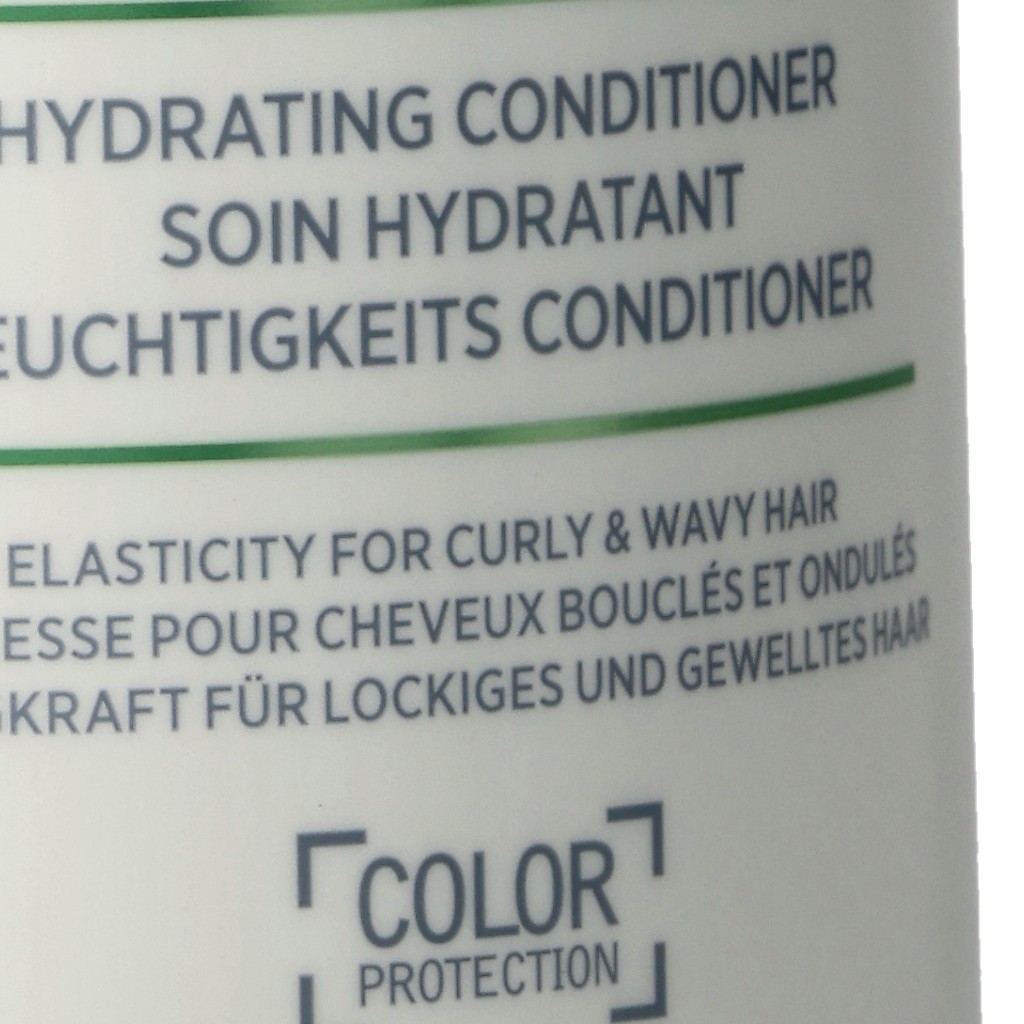 HYDRATING CONDITIONER
SOIN HYDRATANT
EUCHTIGKEITS CONDITIONER
ELASTICITY FOR CURLY & WAVY HAIR
ESSE POUR CHEVEUX BOUCLÉS ET ONDULÉS
GKRAFT FÜR LOCKIGES UND GEWELLTES HAAR
COLOR
PROTECTION